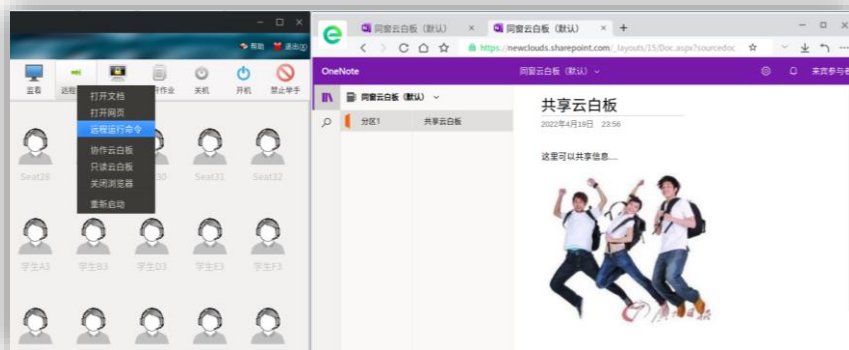 帮助 退出(X)
监看 关机 开机 禁止举手
打开文档
打开网页
远程运行命令
协作云白板
只读云白板
关闭浏览器
重新启动
Seat28 Seat31 Seat32
学生A3 学生B3 学生D3 学生E3 学生F3
同窗云白板（默认） × 同窗云白板（默认） × +
https://newclouds.sharepoint.com/_layouts/15/Doc.aspx?sourcedoc
OneNote 同窗云白板（默认）
同窗云白板（默认）
分区1 共享云白板
共享云白板
2022年4月19日 23:56
这里可以共享信息....